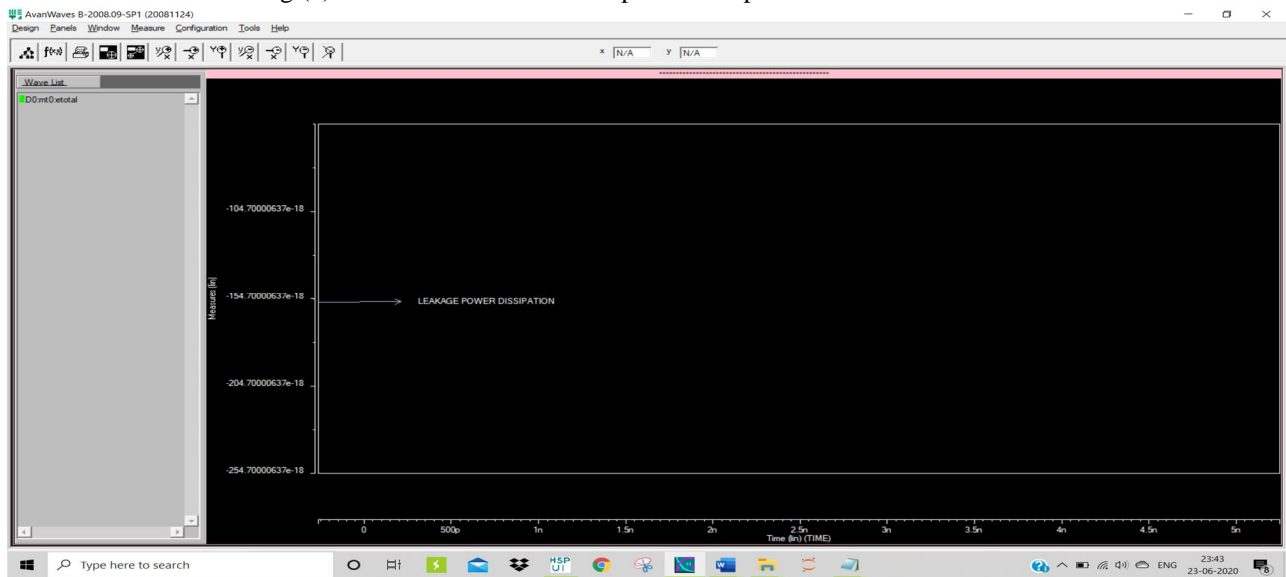 AvanWaves B-2008.09-SP1 (20081124)
Design Panels Window Measure Configuration Tools Help
x N/A y N/A
Wave List
D0:mt0:etotal
-104.70000637e-18
-154.70000637e-18
-204.70000637e-18
-254.70000637e-18
Measures (lin)
LEAKAGE POWER DISSIPATION
0 500p 1n 1.5n 2n 2.5n 3n 3.5n 4n 4.5n 5n
Time (lin) (TIME)
Type here to search
HSP
UI
ENG
23:43
23-06-2020